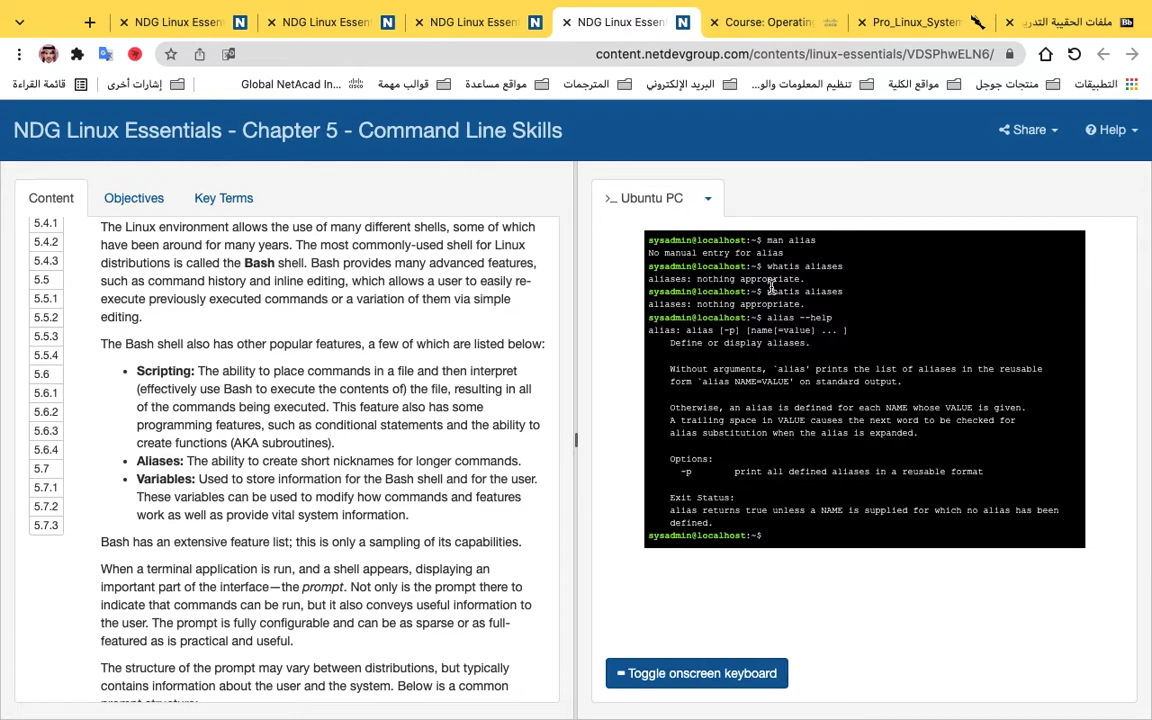 NDG Linux Essen
NDG Linux Essen
NDG Linux Essen
NDG Linux Essen
Course: Operating
Pro_Linux_System
ملفات الحقيبة التدريب
Bb
content.netdevgroup.com/contents/linux-essentials/VDSPhwELN6/
قائمة القراءة
إشارات أخرى
Global NetAcad In...
قوالب مهمة
مواقع مساعدة
المترجمات
البريد الإلكتروني
تنظيم المعلومات والو...
مواقع الكلية
منتجات جوجل
التطبيقات
NDG Linux Essentials - Chapter 5 - Command Line Skills
Share
Help
Content
Objectives
Key Terms
5.4.1
5.4.2
5.4.3
5.5
5.5.1
5.5.2
5.5.3
5.5.4
5.6
5.6.1
5.6.2
5.6.3
5.6.4
5.7
5.7.1
5.7.2
5.7.3
The Linux environment allows the use of many different shells, some of which
have been around for many years. The most commonly-used shell for Linux
distributions is called the Bash shell. Bash provides many advanced features,
such as command history and inline editing, which allows a user to easily re-
execute previously executed commands or a variation of them via simple
editing.
The Bash shell also has other popular features, a few of which are listed below:
• Scripting: The ability to place commands in a file and then interpret
(effectively use Bash to execute the contents of) the file, resulting in all
of the commands being executed. This feature also has some
programming features, such as conditional statements and the ability to
create functions (AKA subroutines).
• Aliases: The ability to create short nicknames for longer commands.
• Variables: Used to store information for the Bash shell and for the user.
These variables can be used to modify how commands and features
work as well as provide vital system information.
Bash has an extensive feature list; this is only a sampling of its capabilities.
When a terminal application is run, and a shell appears, displaying an
important part of the interface—the prompt. Not only is the prompt there to
indicate that commands can be run, but it also conveys useful information to
the user. The prompt is fully configurable and can be as sparse or as full-
featured as is practical and useful.
The structure of the prompt may vary between distributions, but typically
contains information about the user and the system. Below is a common
>_ Ubuntu PC
sysadmin@localhost:~$ man alias
No manual entry for alias
sysadmin@localhost:~$ whatis aliases
aliases: nothing appropriate.
sysadmin@localhost:~$ whatis aliases
aliases: nothing appropriate.
sysadmin@localhost:~$ alias --help
alias: alias [-p] [name[=value] ... ]
Define or display aliases.
Without arguments, `alias' prints the list of aliases in the reusable
form `alias NAME=VALUE' on standard output.
Otherwise, an alias is defined for each NAME whose VALUE is given.
A trailing space in VALUE causes the next word to be checked for
alias substitution when the alias is expanded.
Options:
-p print all defined aliases in a reusable format
Exit Status:
alias returns true unless a NAME is supplied for which no alias has been
defined.
sysadmin@localhost:~$
Toggle onscreen keyboard